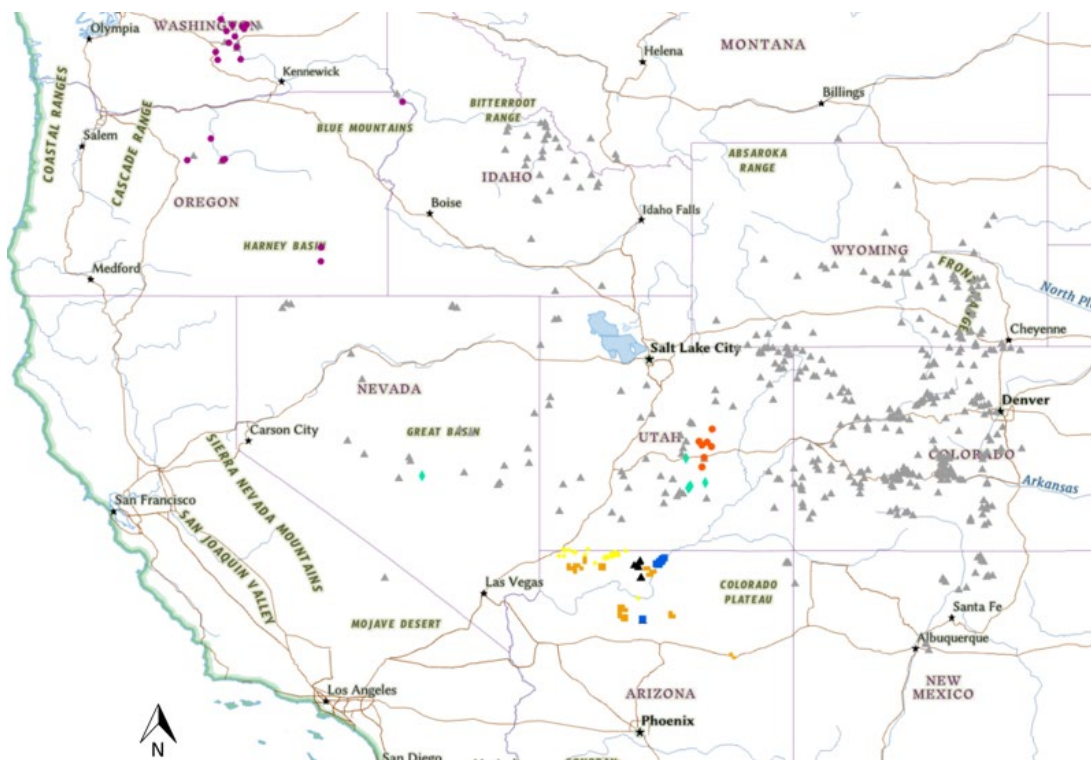 Olympia
WASHINGTON
Kennewick
Helena
MONTANA
Billings
COASTAL RANGES
CASCADE RANGE
Salem
BLUE MOUNTAINS
BITTERROOT
RANGE
ABSAROKA
RANGE
IDAHO
OREGON
Boise
Idaho Falls
HARNEY BASIN
WYOMING
Medford
FRONT RANGE
North Pl
Cheyenne
Salt Lake City
NEVADA
Denver
Carson City
GREAT BASIN
UTAH
COLORADO
SIERRA NEVADA MOUNTAINS
Arkansas
San Francisco
SAN JOAQUIN VALLEY
Las Vegas
COLORADO
PLATEAU
MOJAVE DESERT
Santa Fe
Albuquerque
Los Angeles
ARIZONA
NEW
MEXICO
Phoenix
N
San Diego